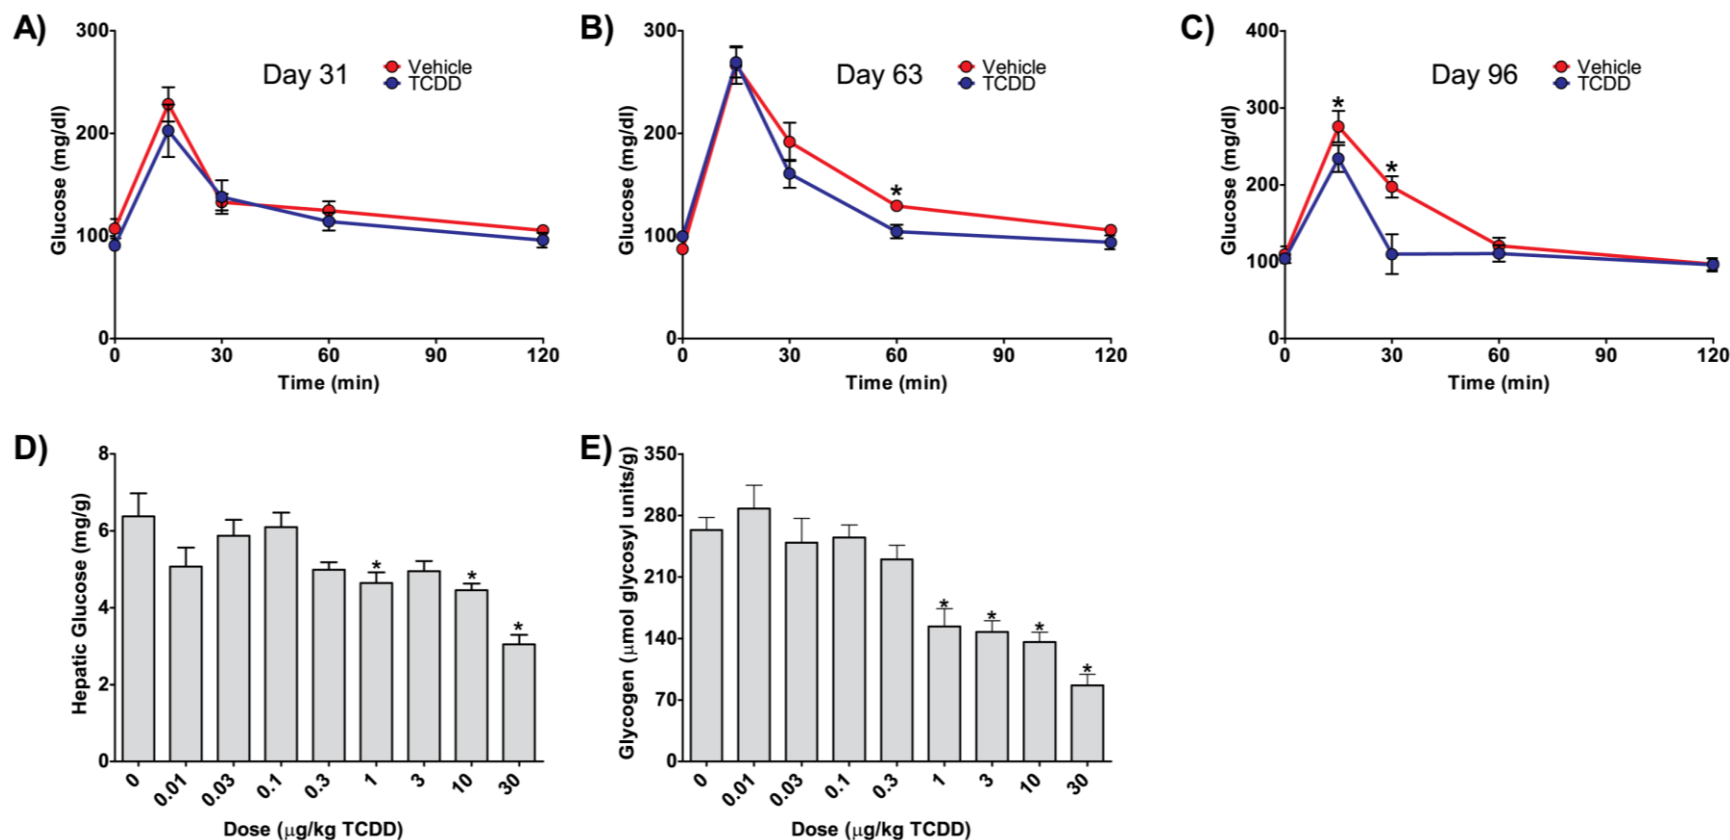 A)
Day 31
Vehicle
TCDD
Glucose (mg/dl)
300
200
100
0
0 30 60 90 120
Time (min)
B)
Day 63
Vehicle
TCDD
Glucose (mg/dl)
300
200
100
0
*
0 30 60 90 120
Time (min)
C)
Day 96
Vehicle
TCDD
Glucose (mg/dl)
400
300
200
100
0
*
*
0 30 60 90 120
Time (min)
D)
Hepatic Glucose (mg/g)
8
6
4
2
0
* * *
0 0.01 0.03 0.1 0.3 1 3 10 30
Dose (μg/kg TCDD)
E)
Glycogen (μmol glycosyl units/g)
350
280
210
140
70
0
* * * *
0 0.01 0.03 0.1 0.3 1 3 10 30
Dose (μg/kg TCDD)